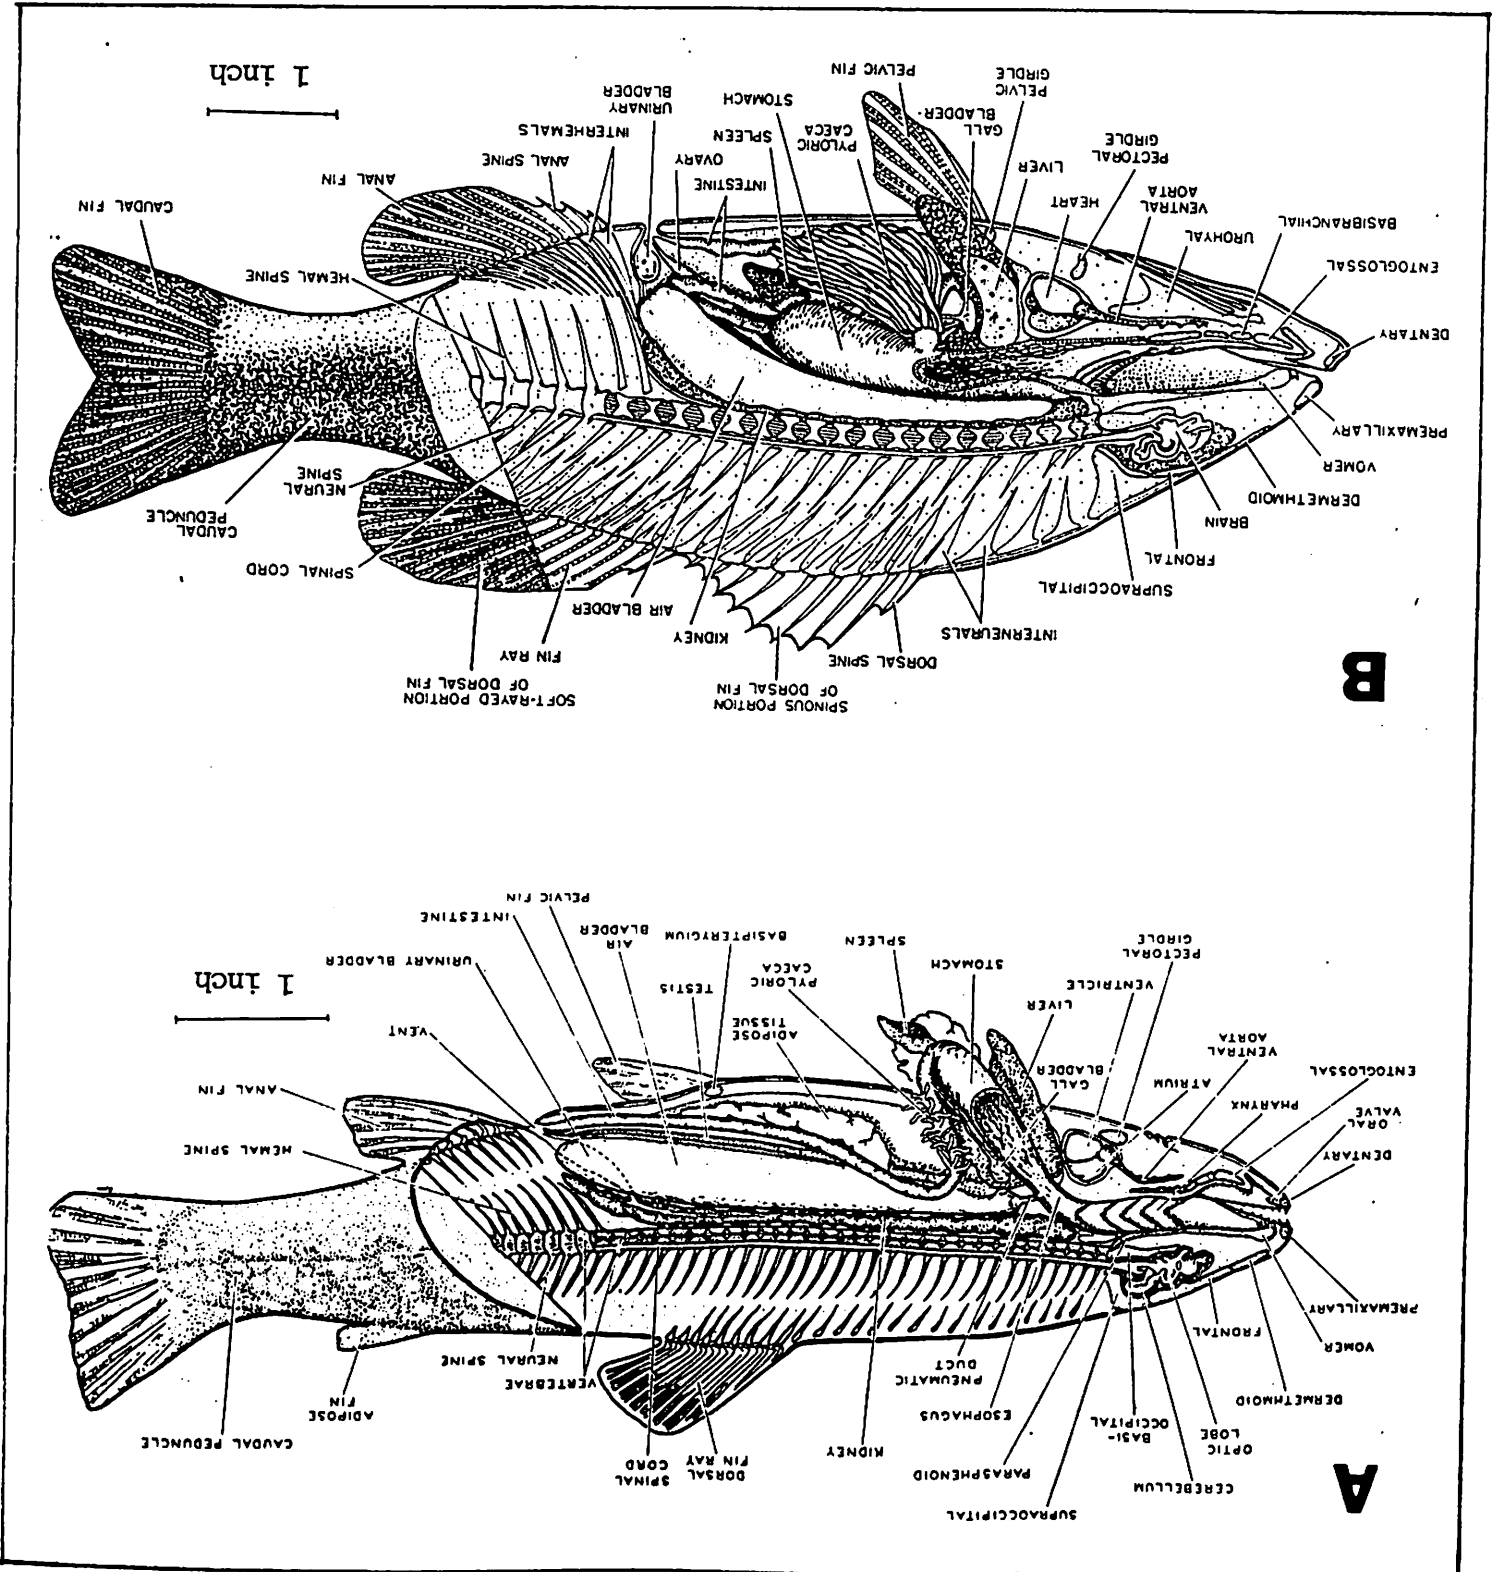 A
SUPRAOCCIPITAL
CEREBELLUM
OPTIC
LOBE
BASI-
OCCIPITAL
PARASPHENOID
ESOPHAGUS
PNEUMATIC
DUCT
KIDNEY
DORSAL
FIN RAY
SPINAL
CORD
VERTEBRAE
NEURAL SPINE
ADIPOSE
FIN
CAUDAL PEDUNCLE
DERMETHMOID
VOMER
FRONTAL
PREMAXILLARY
DENTARY
ORAL
VALVE
ENTOGLOSSAL
PHARYNX
ATRIUM
VENTRAL
AORTA
VENTRICLE
PECTORAL
GIRDLE
GALL
BLADDER
LIVER
STOMACH
SPLEEN
PYLORIC
CAECA
ADIPOSE
TISSUE
TESTIS
BASIPTERYGIUM
AIR
BLADDER
PELVIC FIN
INTESTINE
URINARY BLADDER
VENT
ANAL FIN
HEMAL SPINE
1 inch
B
SPINOUS PORTION
OF DORSAL FIN
SOFT-RAYED PORTION
OF DORSAL FIN
DORSAL SPINE
FIN RAY
INTERNEURALS
KIDNEY
AIR BLADDER
SUPRAOCCIPITAL
SPINAL CORD
FRONTAL
BRAIN
CAUDAL
PEDUNCLE
DERMETHMOID
NEURAL
SPINE
VOMER
PREMAXILLARY
DENTARY
HEMAL SPINE
ENTOGLOSSAL
BASIBRANCHIAL
UROHYAL
VENTRAL
AORTA
CAUDAL FIN
HEART
PECTORAL
GIRDLE
LIVER
PELVIC
GIRDLE
GALL
BLADDER
PELVIC FIN
PYLORIC
CAECA
STOMACH
SPLEEN
INTESTINE
OVARY
URINARY
BLADDER
INTERHEMALS
ANAL SPINE
ANAL FIN
1 inch